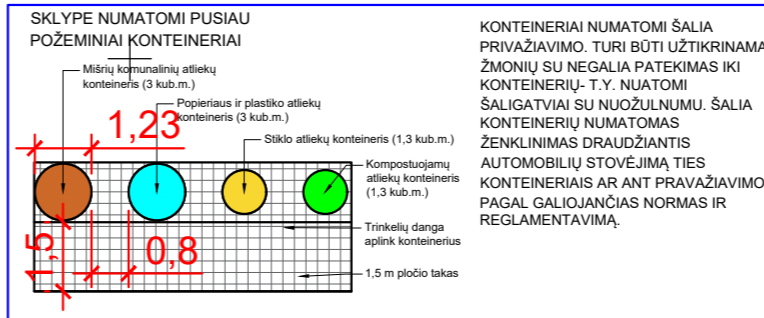 SKLYPE NUMATOMI PUSIAU
POŽEMINIAI KONTEINERIAI
Mišrių komunalinių atliekų
konteineris (3 kub.m.)
Popieriaus ir plastiko atliekų
konteineris (3 kub.m.)
1,23
Stiklo atliekų konteineris (1,3 kub.m.)
Kompostuojamų
atliekų konteineris
(1,3 kub.m.)
Trinkelių danga
aplink konteinerius
1,5
0,8
1,5 m pločio takas
KONTEINERIAI NUMATOMI ŠALIA
PRIVAŽIAVIMO. TURI BŪTI UŽTIKRINAMA
ŽMONIŲ SU NEGALIA PATEKIMAS IKI
KONTEINERIŲ- T.Y. NUATOMI
ŠALIGATVIAI SU NUOŽULNUMU. ŠALIA
KONTEINERIŲ NUMATOMAS
ŽENKLINIMAS DRAUDŽIANTIS
AUTOMOBILIŲ STOVĖJIMĄ TIES
KONTEINERIAIS AR ANT PRAVAŽIAVIMO
PAGAL GALIOJANČIAS NORMAS IR
REGLAMENTAVIMĄ.